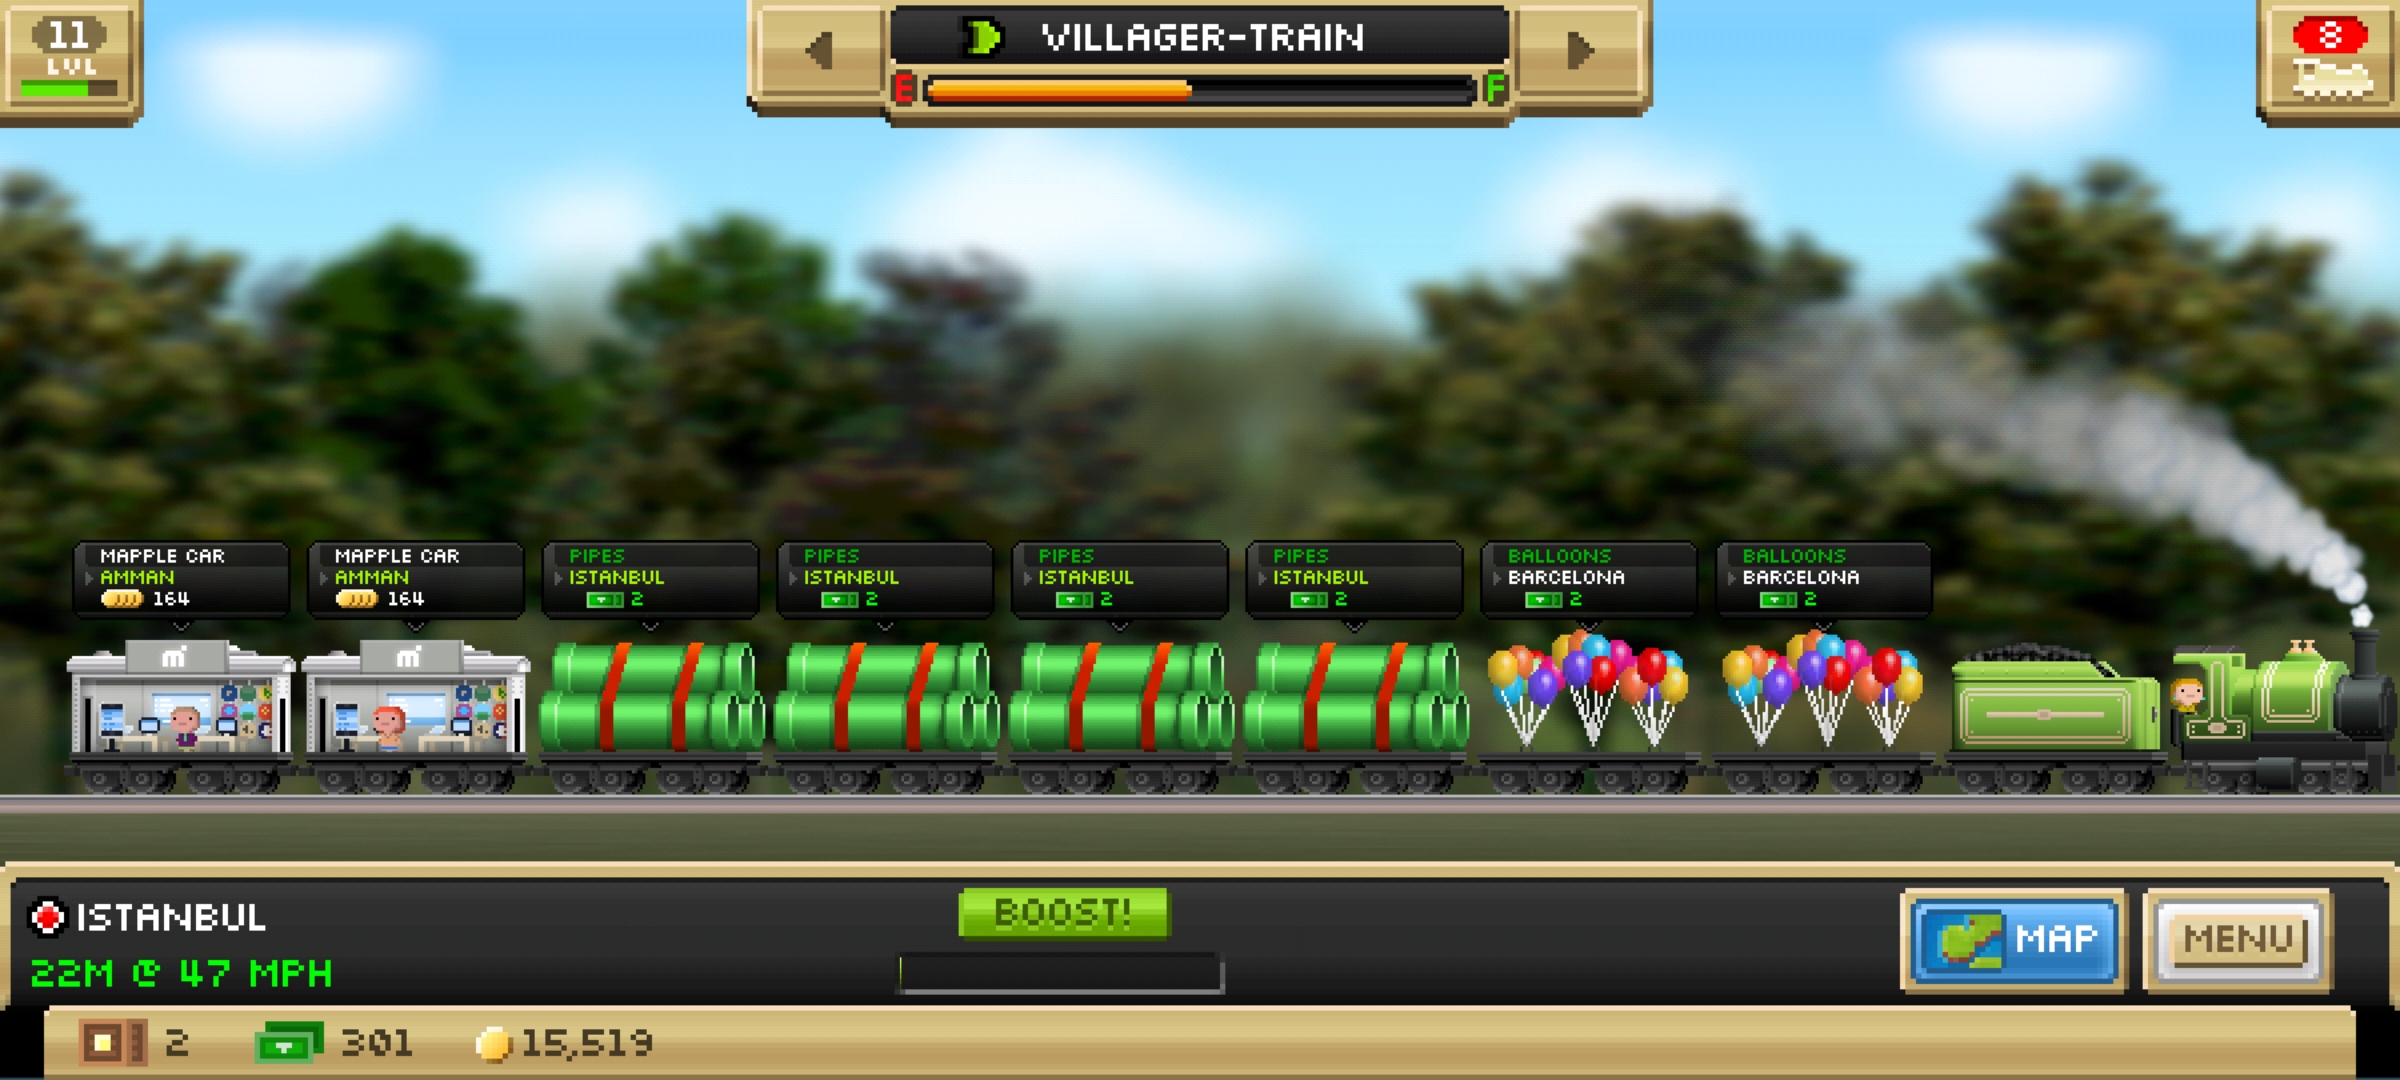 11
LVL
VILLAGER-TRAIN
E F
8
MAPPLE CAR
AMMAN
164
MAPPLE CAR
AMMAN
164
PIPES
ISTANBUL
2
PIPES
ISTANBUL
2
PIPES
ISTANBUL
2
PIPES
ISTANBUL
2
BALLOONS
BARCELONA
2
BALLOONS
BARCELONA
2
m
m
ISTANBUL
22M @ 47 MPH
BOOST!
MAP
MENU
2
301
15,519